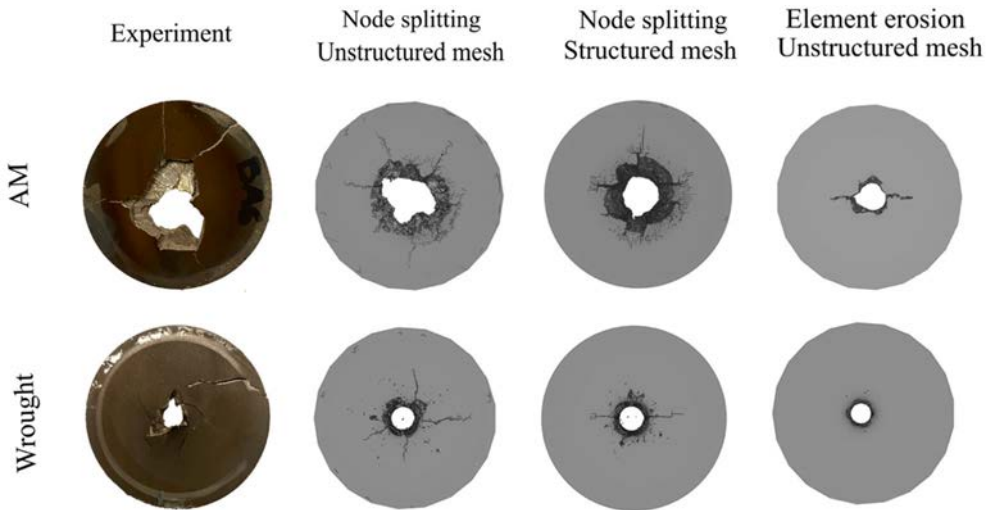 Experiment
Node splitting
Unstructured mesh
Node splitting
Structured mesh
Element erosion
Unstructured mesh
AM
Wrought